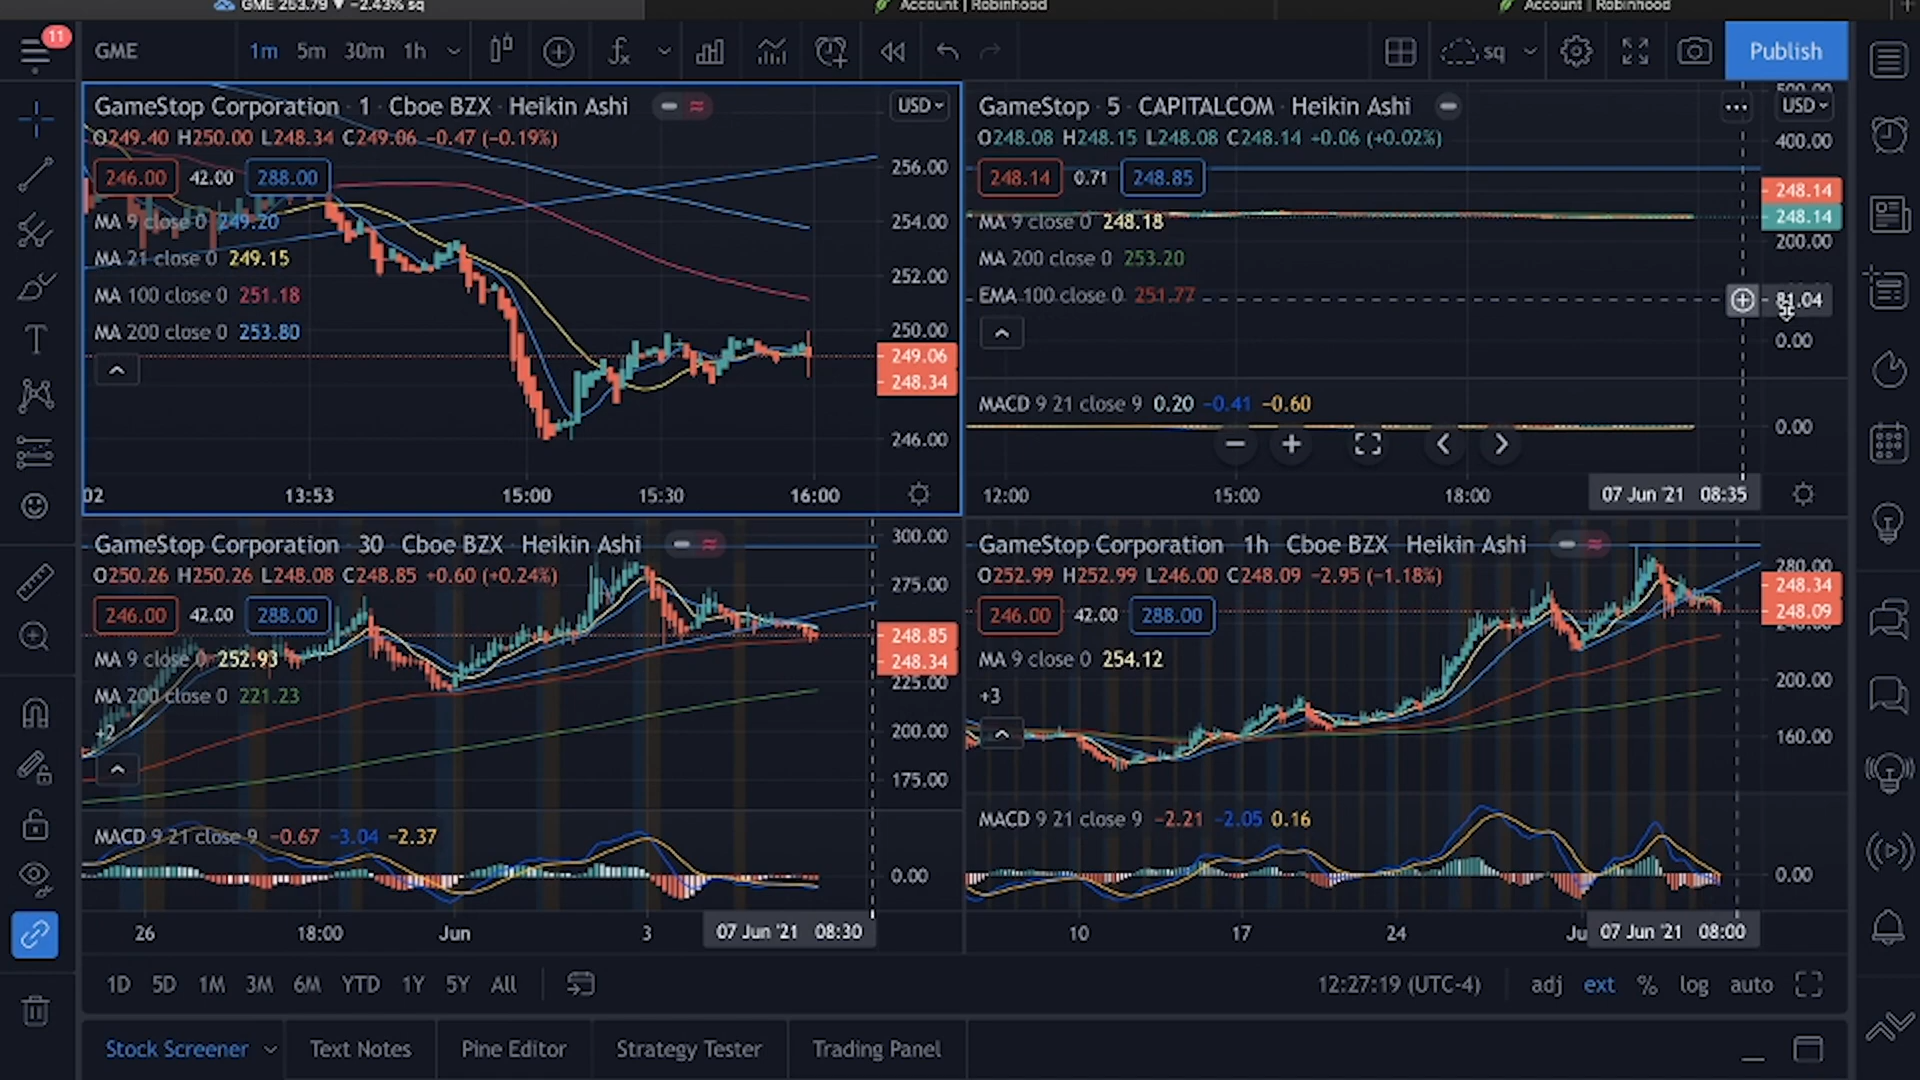 GME 253.79 ▼ −2.43% sq
Account | Robinhood
Account | Robinhood
11
GME
1m 5m 30m 1h
sq
Publish
GameStop Corporation · 1 · Cboe BZX · Heikin Ashi
USD
O249.40 H250.00 L248.34 C249.06 −0.47 (−0.19%)
246.00 42.00 288.00
MA 9 close 0 249.20
MA 21 close 0 249.15
MA 100 close 0 251.18
MA 200 close 0 253.80
256.00
254.00
252.00
250.00
249.06
248.34
246.00
02 13:53 15:00 15:30 16:00
GameStop · 5 · CAPITALCOM · Heikin Ashi
USD
O248.08 H248.15 L248.08 C248.14 +0.06 (+0.02%)
248.14 0.71 248.85
MA 9 close 0 248.18
MA 200 close 0 253.20
EMA 100 close 0 251.77
500.00
400.00
248.14
248.14
200.00
81.04
0.00
MACD 9 21 close 9 0.20 −0.41 −0.60
0.00
12:00 15:00 18:00 07 Jun '21 08:35
GameStop Corporation · 30 · Cboe BZX · Heikin Ashi
O250.26 H250.26 L248.08 C248.85 +0.60 (+0.24%)
246.00 42.00 288.00
MA 9 close 0 252.93
MA 200 close 0 221.23
+2
300.00
275.00
248.85
248.34
225.00
200.00
175.00
MACD 9 21 close 9 −0.67 −3.04 −2.37
0.00
26 18:00 Jun 3 07 Jun '21 08:30
GameStop Corporation · 1h · Cboe BZX · Heikin Ashi
O252.99 H252.99 L246.00 C248.09 −2.95 (−1.18%)
246.00 42.00 288.00
MA 9 close 0 254.12
+3
280.00
248.34
248.09
200.00
160.00
MACD 9 21 close 9 −2.21 −2.05 0.16
0.00
10 17 24 Ju 07 Jun '21 08:00
1D 5D 1M 3M 6M YTD 1Y 5Y All
12:27:19 (UTC-4) adj ext % log auto
Stock Screener Text Notes Pine Editor Strategy Tester Trading Panel